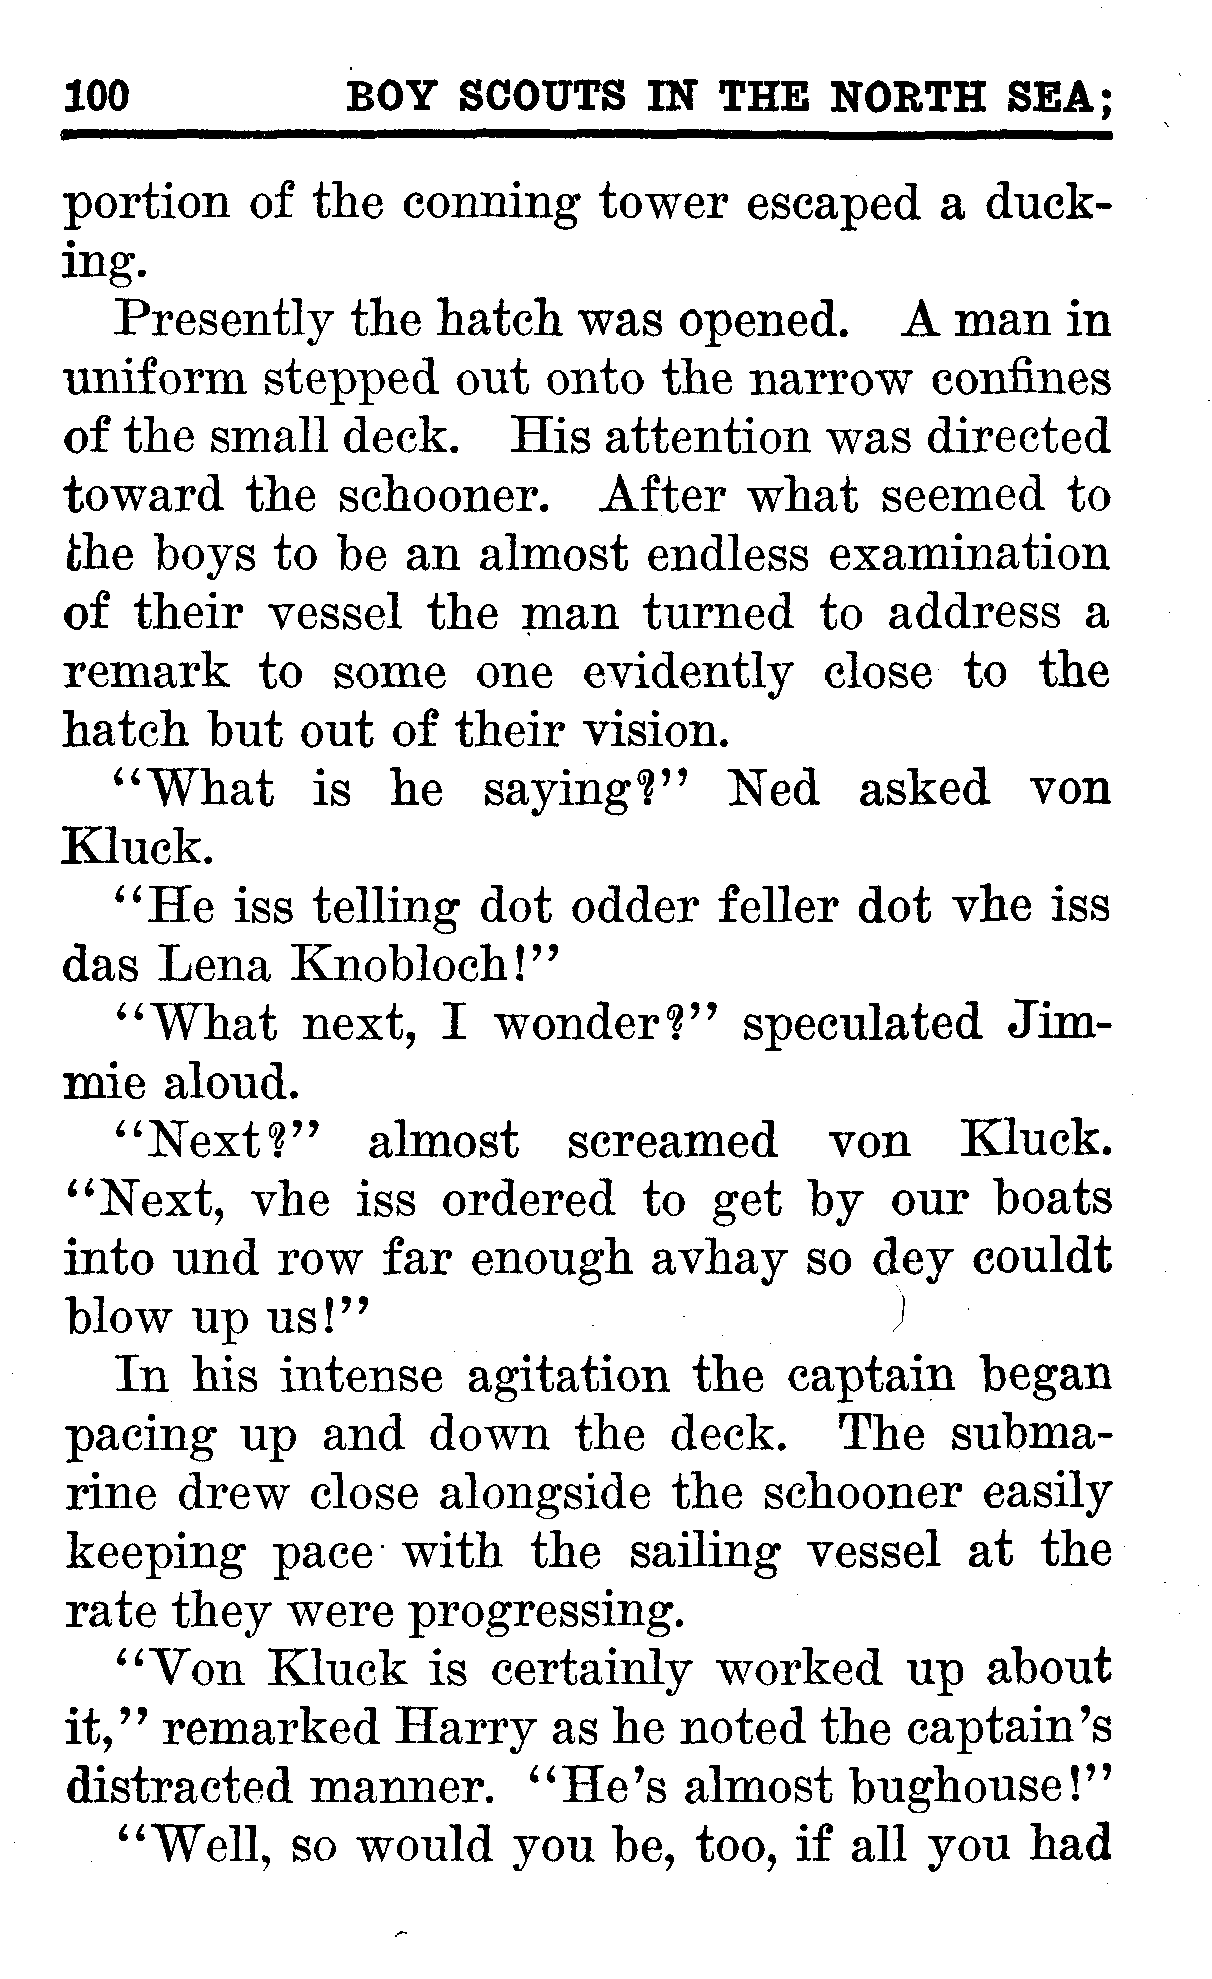 100 BOY SCOUTS IN THE NORTH SEA;
portion of the conning tower escaped a duck-
ing.
Presently the hatch was opened. A man in
uniform stepped out onto the narrow confines
of the small deck. His attention was directed
toward the schooner. After what seemed to
the boys to be an almost endless examination
of their vessel the man turned to address a
remark to some one evidently close to the
hatch but out of their vision.
“What is he saying?” Ned asked von
Kluck.
“He iss telling dot odder feller dot vhe iss
das Lena Knobloch!”
“What next, I wonder?” speculated Jim-
mie aloud.
“Next?” almost screamed von Kluck.
“Next, vhe iss ordered to get by our boats
into und row far enough avhay so dey couldt
blow up us!”
In his intense agitation the captain began
pacing up and down the deck. The subma-
rine drew close alongside the schooner easily
keeping pace with the sailing vessel at the
rate they were progressing.
“Von Kluck is certainly worked up about
it,” remarked Harry as he noted the captain's
distracted manner. “He's almost bughouse!”
“Well, so would you be, too, if all you had